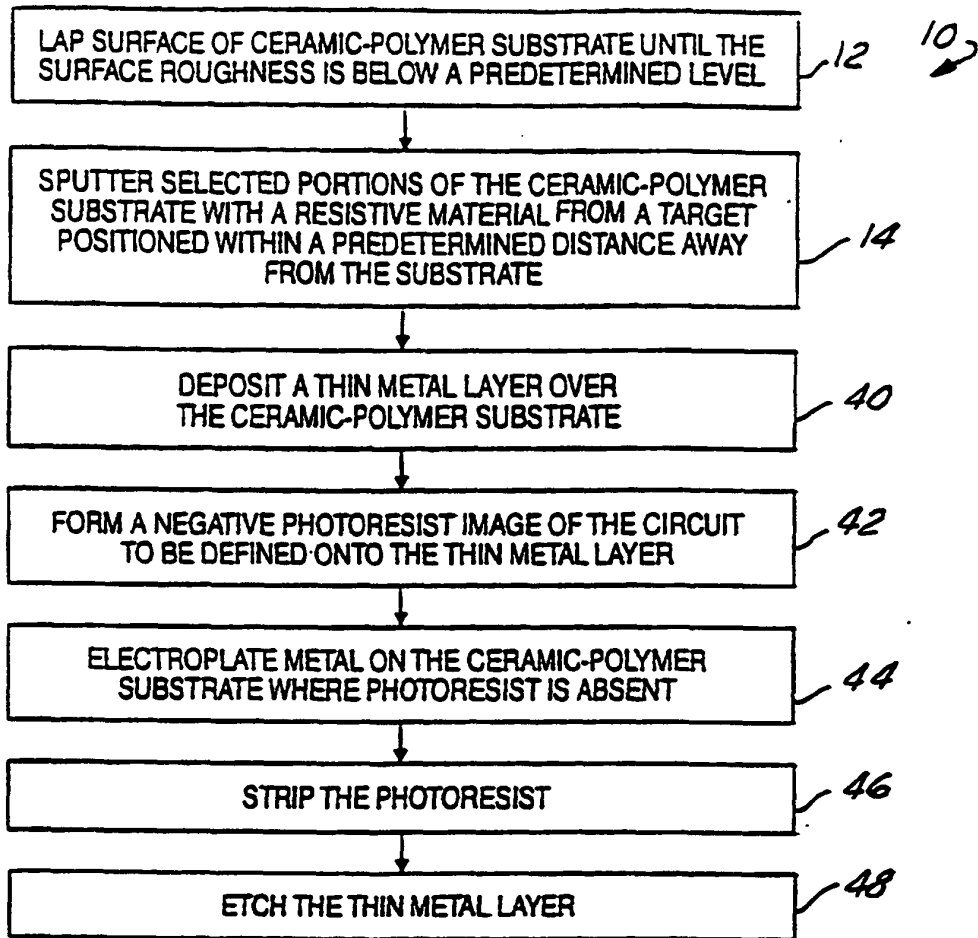 10
LAP SURFACE OF CERAMIC-POLYMER SUBSTRATE UNTIL THE
SURFACE ROUGHNESS IS BELOW A PREDETERMINED LEVEL
12
SPUTTER SELECTED PORTIONS OF THE CERAMIC-POLYMER
SUBSTRATE WITH A RESISTIVE MATERIAL FROM A TARGET
POSITIONED WITHIN A PREDETERMINED DISTANCE AWAY
FROM THE SUBSTRATE
14
DEPOSIT A THIN METAL LAYER OVER
THE CERAMIC-POLYMER SUBSTRATE
40
FORM A NEGATIVE PHOTORESIST IMAGE OF THE CIRCUIT
TO BE DEFINED ONTO THE THIN METAL LAYER
42
ELECTROPLATE METAL ON THE CERAMIC-POLYMER
SUBSTRATE WHERE PHOTORESIST IS ABSENT
44
STRIP THE PHOTORESIST
46
ETCH THE THIN METAL LAYER
48